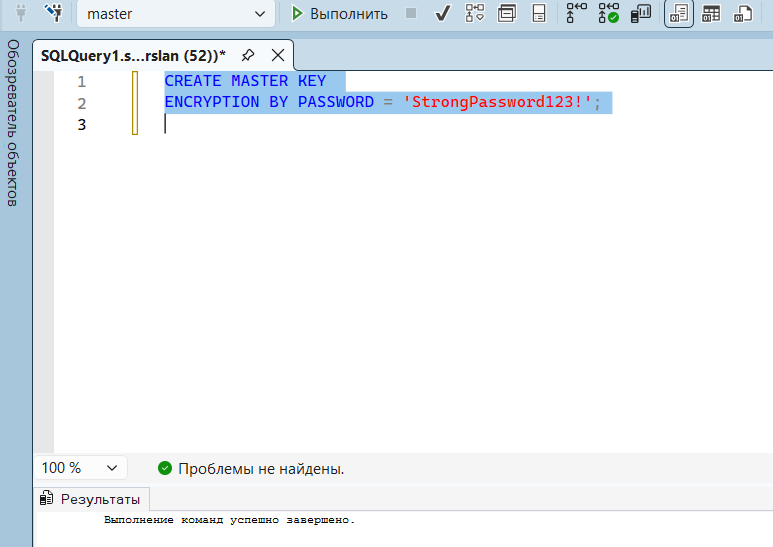 master
Выполнить
Обозреватель объектов
SQLQuery1.s...rslan (52))*
1 CREATE MASTER KEY
2 ENCRYPTION BY PASSWORD = 'StrongPassword123!';
3
100 %
Проблемы не найдены.
Результаты
Выполнение команд успешно завершено.